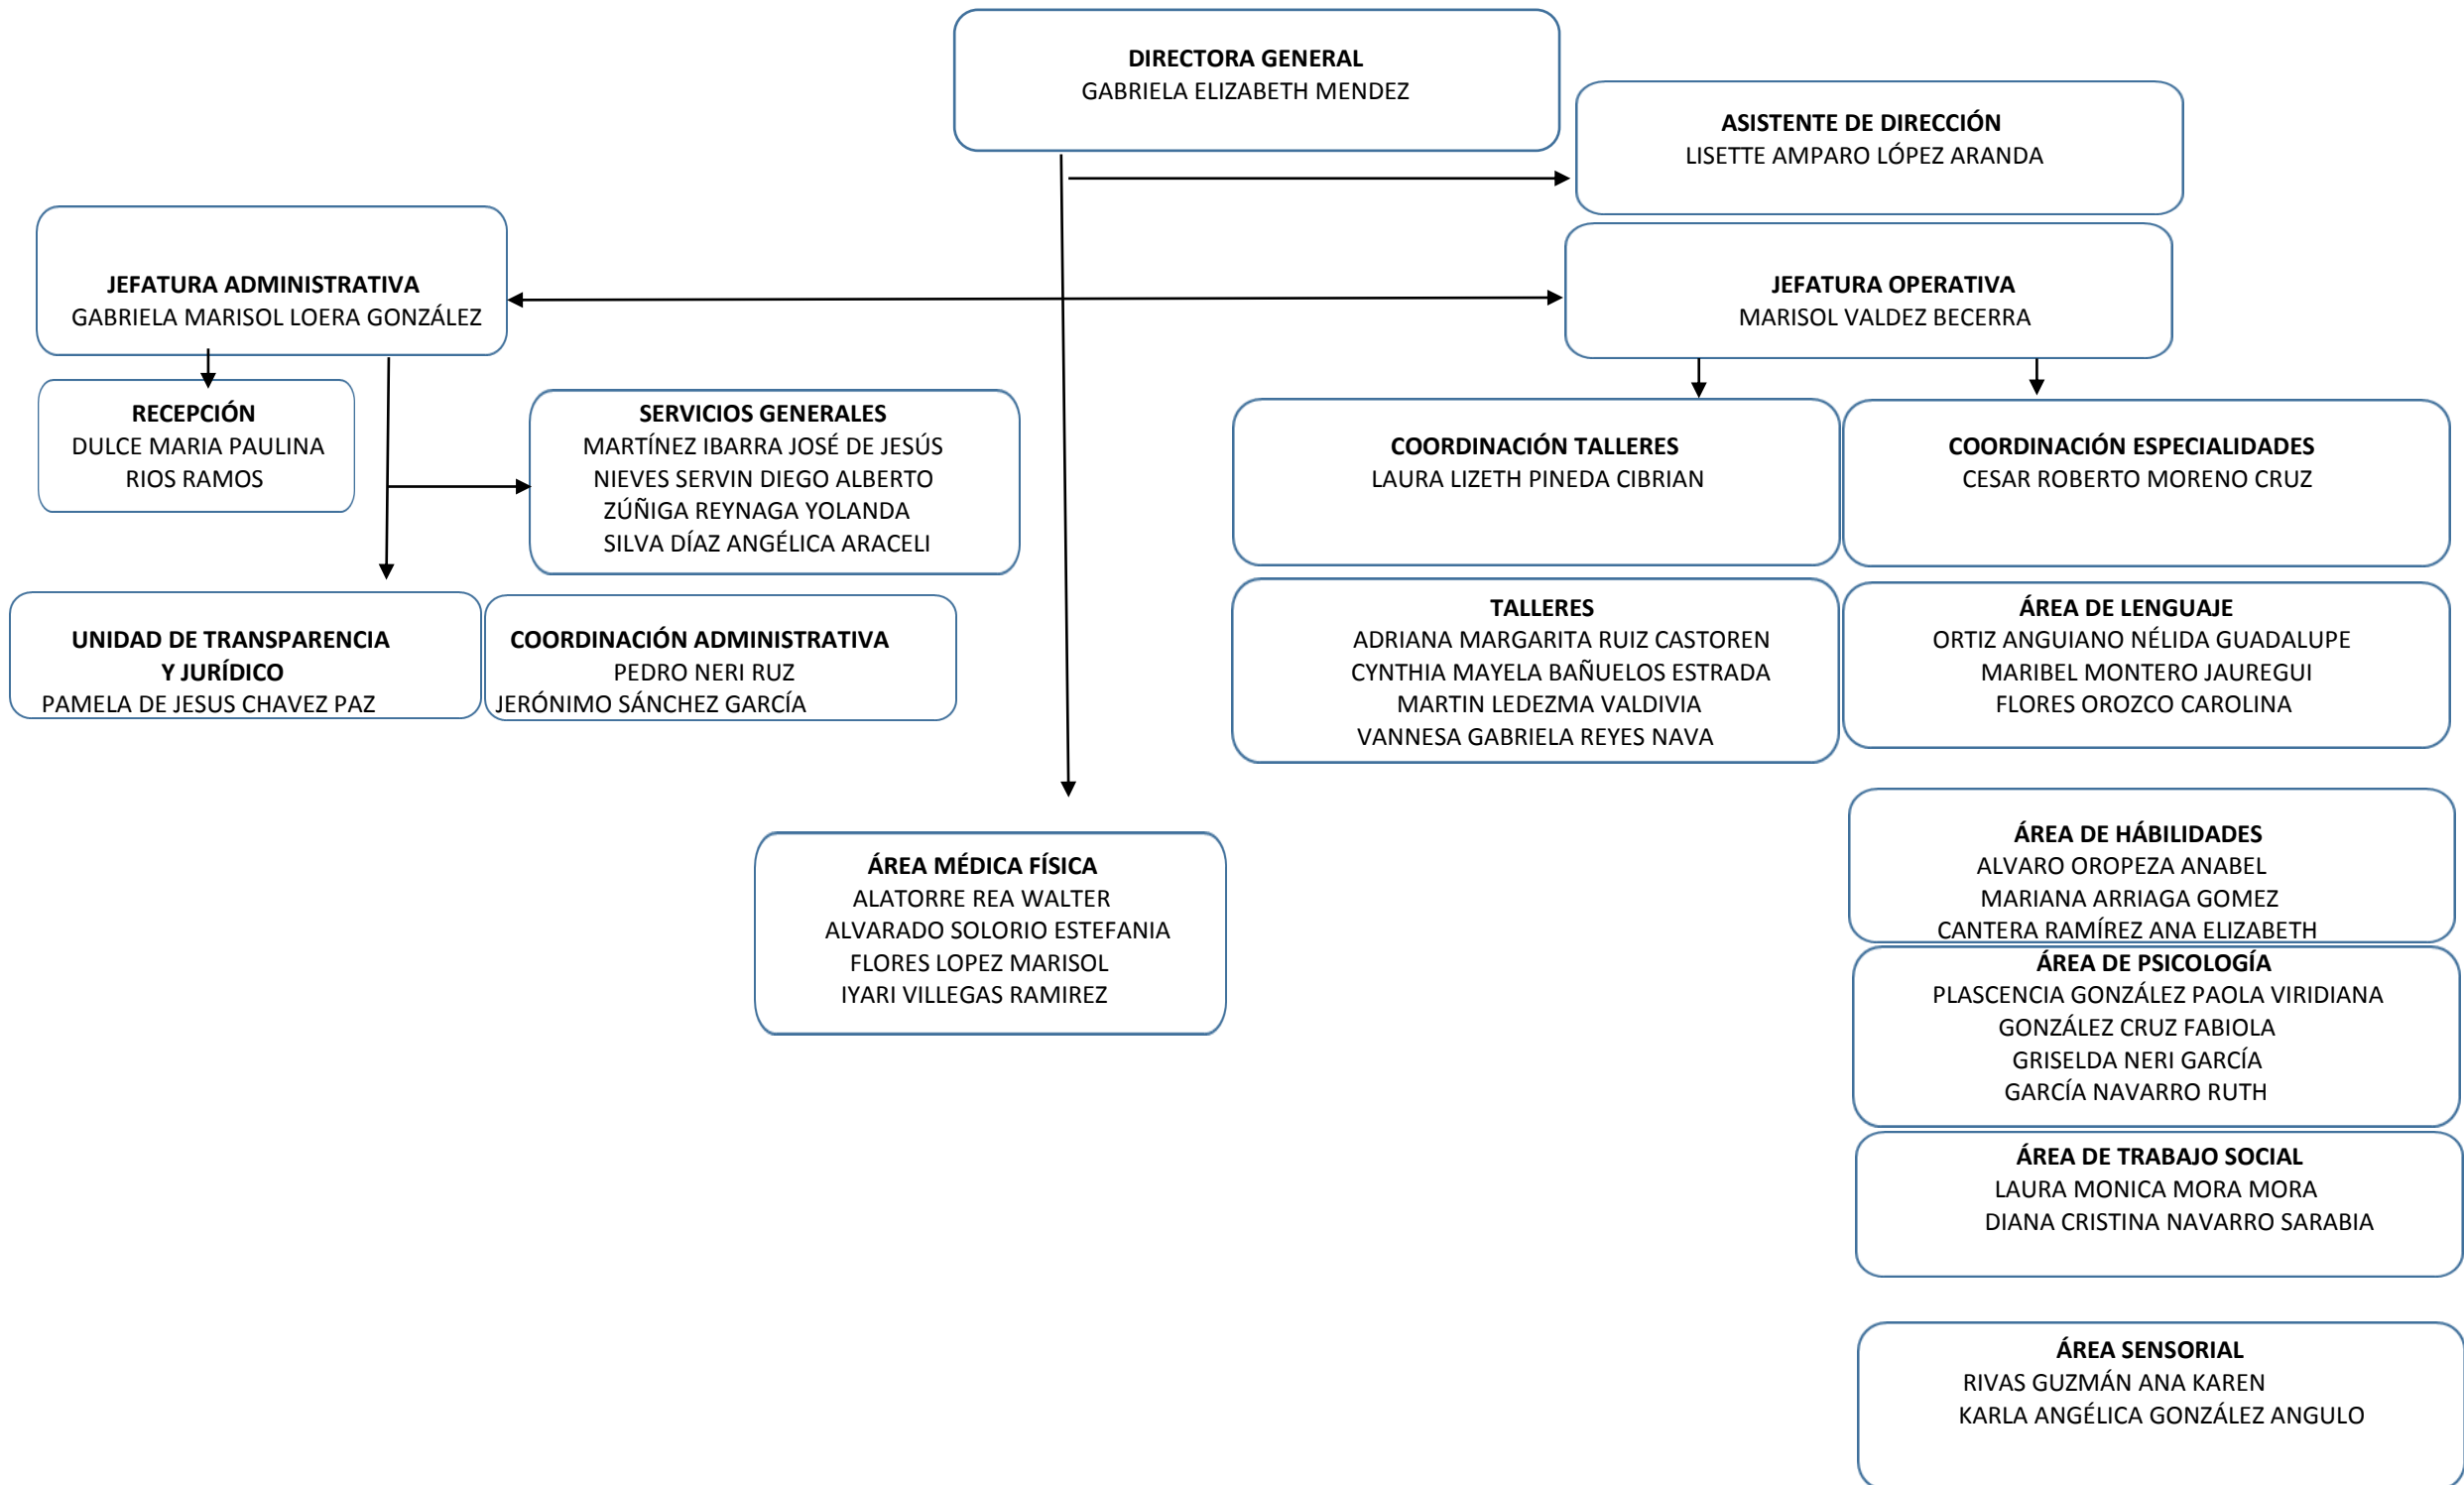 DIRECTORA GENERAL
GABRIELA ELIZABETH MENDEZ
ASISTENTE DE DIRECCIÓN
LISETTE AMPARO LÓPEZ ARANDA
JEFATURA ADMINISTRATIVA
GABRIELA MARISOL LOERA GONZÁLEZ
JEFATURA OPERATIVA
MARISOL VALDEZ BECERRA
RECEPCIÓN
DULCE MARIA PAULINA
RIOS RAMOS
SERVICIOS GENERALES
MARTÍNEZ IBARRA JOSÉ DE JESÚS
NIEVES SERVIN DIEGO ALBERTO
ZÚÑIGA REYNAGA YOLANDA
SILVA DÍAZ ANGÉLICA ARACELI
COORDINACIÓN TALLERES
LAURA LIZETH PINEDA CIBRIAN
COORDINACIÓN ESPECIALIDADES
CESAR ROBERTO MORENO CRUZ
UNIDAD DE TRANSPARENCIA
Y JURÍDICO
PAMELA DE JESUS CHAVEZ PAZ
COORDINACIÓN ADMINISTRATIVA
PEDRO NERI RUZ
JERÓNIMO SÁNCHEZ GARCÍA
TALLERES
ADRIANA MARGARITA RUIZ CASTOREN
CYNTHIA MAYELA BAÑUELOS ESTRADA
MARTIN LEDEZMA VALDIVIA
VANNESA GABRIELA REYES NAVA
ÁREA DE LENGUAJE
ORTIZ ANGUIANO NÉLIDA GUADALUPE
MARIBEL MONTERO JAUREGUI
FLORES OROZCO CAROLINA
ÁREA MÉDICA FÍSICA
ALATORRE REA WALTER
ALVARADO SOLORIO ESTEFANIA
FLORES LOPEZ MARISOL
IYARI VILLEGAS RAMIREZ
ÁREA DE HÁBILIDADES
ALVARO OROPEZA ANABEL
MARIANA ARRIAGA GOMEZ
CANTERA RAMÍREZ ANA ELIZABETH
ÁREA DE PSICOLOGÍA
PLASCENCIA GONZÁLEZ PAOLA VIRIDIANA
GONZÁLEZ CRUZ FABIOLA
GRISELDA NERI GARCÍA
GARCÍA NAVARRO RUTH
ÁREA DE TRABAJO SOCIAL
LAURA MONICA MORA MORA
DIANA CRISTINA NAVARRO SARABIA
ÁREA SENSORIAL
RIVAS GUZMÁN ANA KAREN
KARLA ANGÉLICA GONZÁLEZ ANGULO